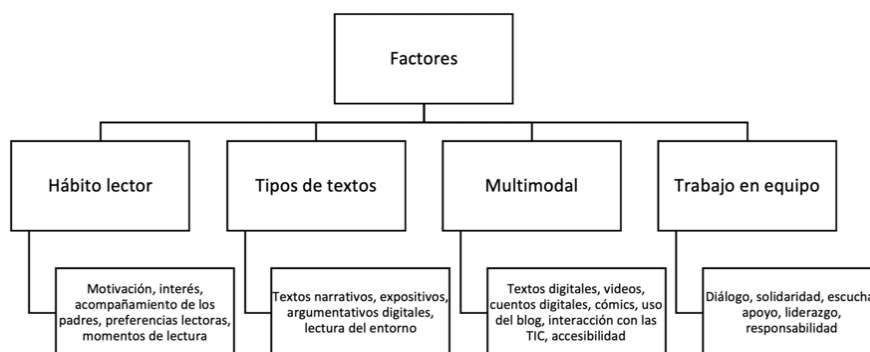 Factores
Hábito lector
Tipos de textos
Multimodal
Trabajo en equipo
Motivación, interés,
acompañamiento de los
padres, preferencias lectoras,
momentos de lectura
Textos narrativos, expositivos,
argumentativos digitales,
lectura del entorno
Textos digitales, videos,
cuentos digitales, cómics, uso
del blog, interacción con las
TIC, accesibilidad
Diálogo, solidaridad, escucha
apoyo, liderazgo,
responsabilidad